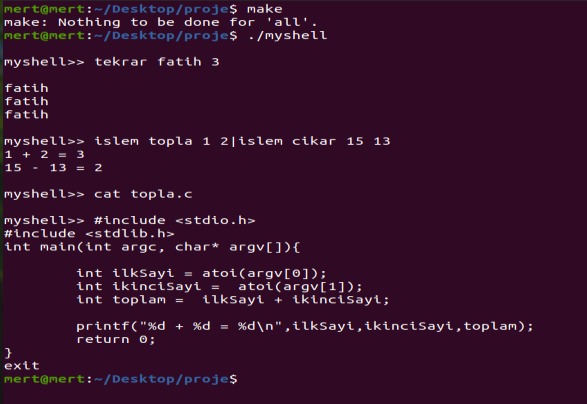 mert@mert:~/Desktop/proje$ make
make: Nothing to be done for 'all'.
mert@mert:~/Desktop/proje$ ./myshell
myshell>> tekrar fatih 3
fatih
fatih
fatih
myshell>> islem topla 1 2|islem cikar 15 13
1 + 2 = 3
15 - 13 = 2
myshell>> cat topla.c
myshell>> #include <stdio.h>
#include <stdlib.h>
int main(int argc, char* argv[]){
        int ilkSayi = atoi(argv[0]);
        int ikinciSayi =  atoi(argv[1]);
        int toplam =  ilkSayi + ikinciSayi;
        printf("%d + %d = %d\n",ilkSayi,ikinciSayi,toplam);
        return 0;
}
exit
mert@mert:~/Desktop/proje$